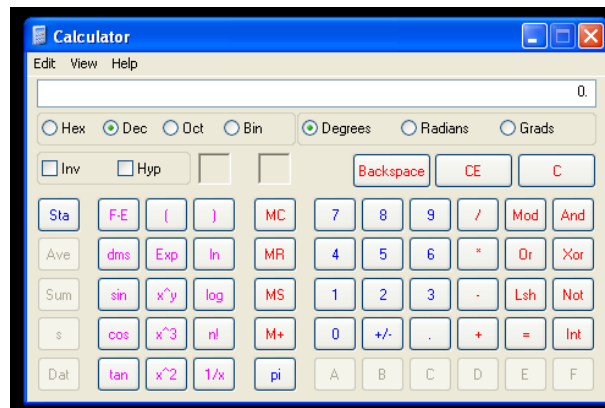 Calculator
Edit View Help
0.
Hex Dec Oct Bin Degrees Radians Grads
Inv Hyp Backspace CE C
Sta F-E ( ) MC 7 8 9 / Mod And
Ave dms Exp ln MR 4 5 6 * Or Xor
Sum sin x^y log MS 1 2 3 - Lsh Not
s cos x^3 n! M+ 0 +/- . + = Int
Dat tan x^2 1/x pi A B C D E F